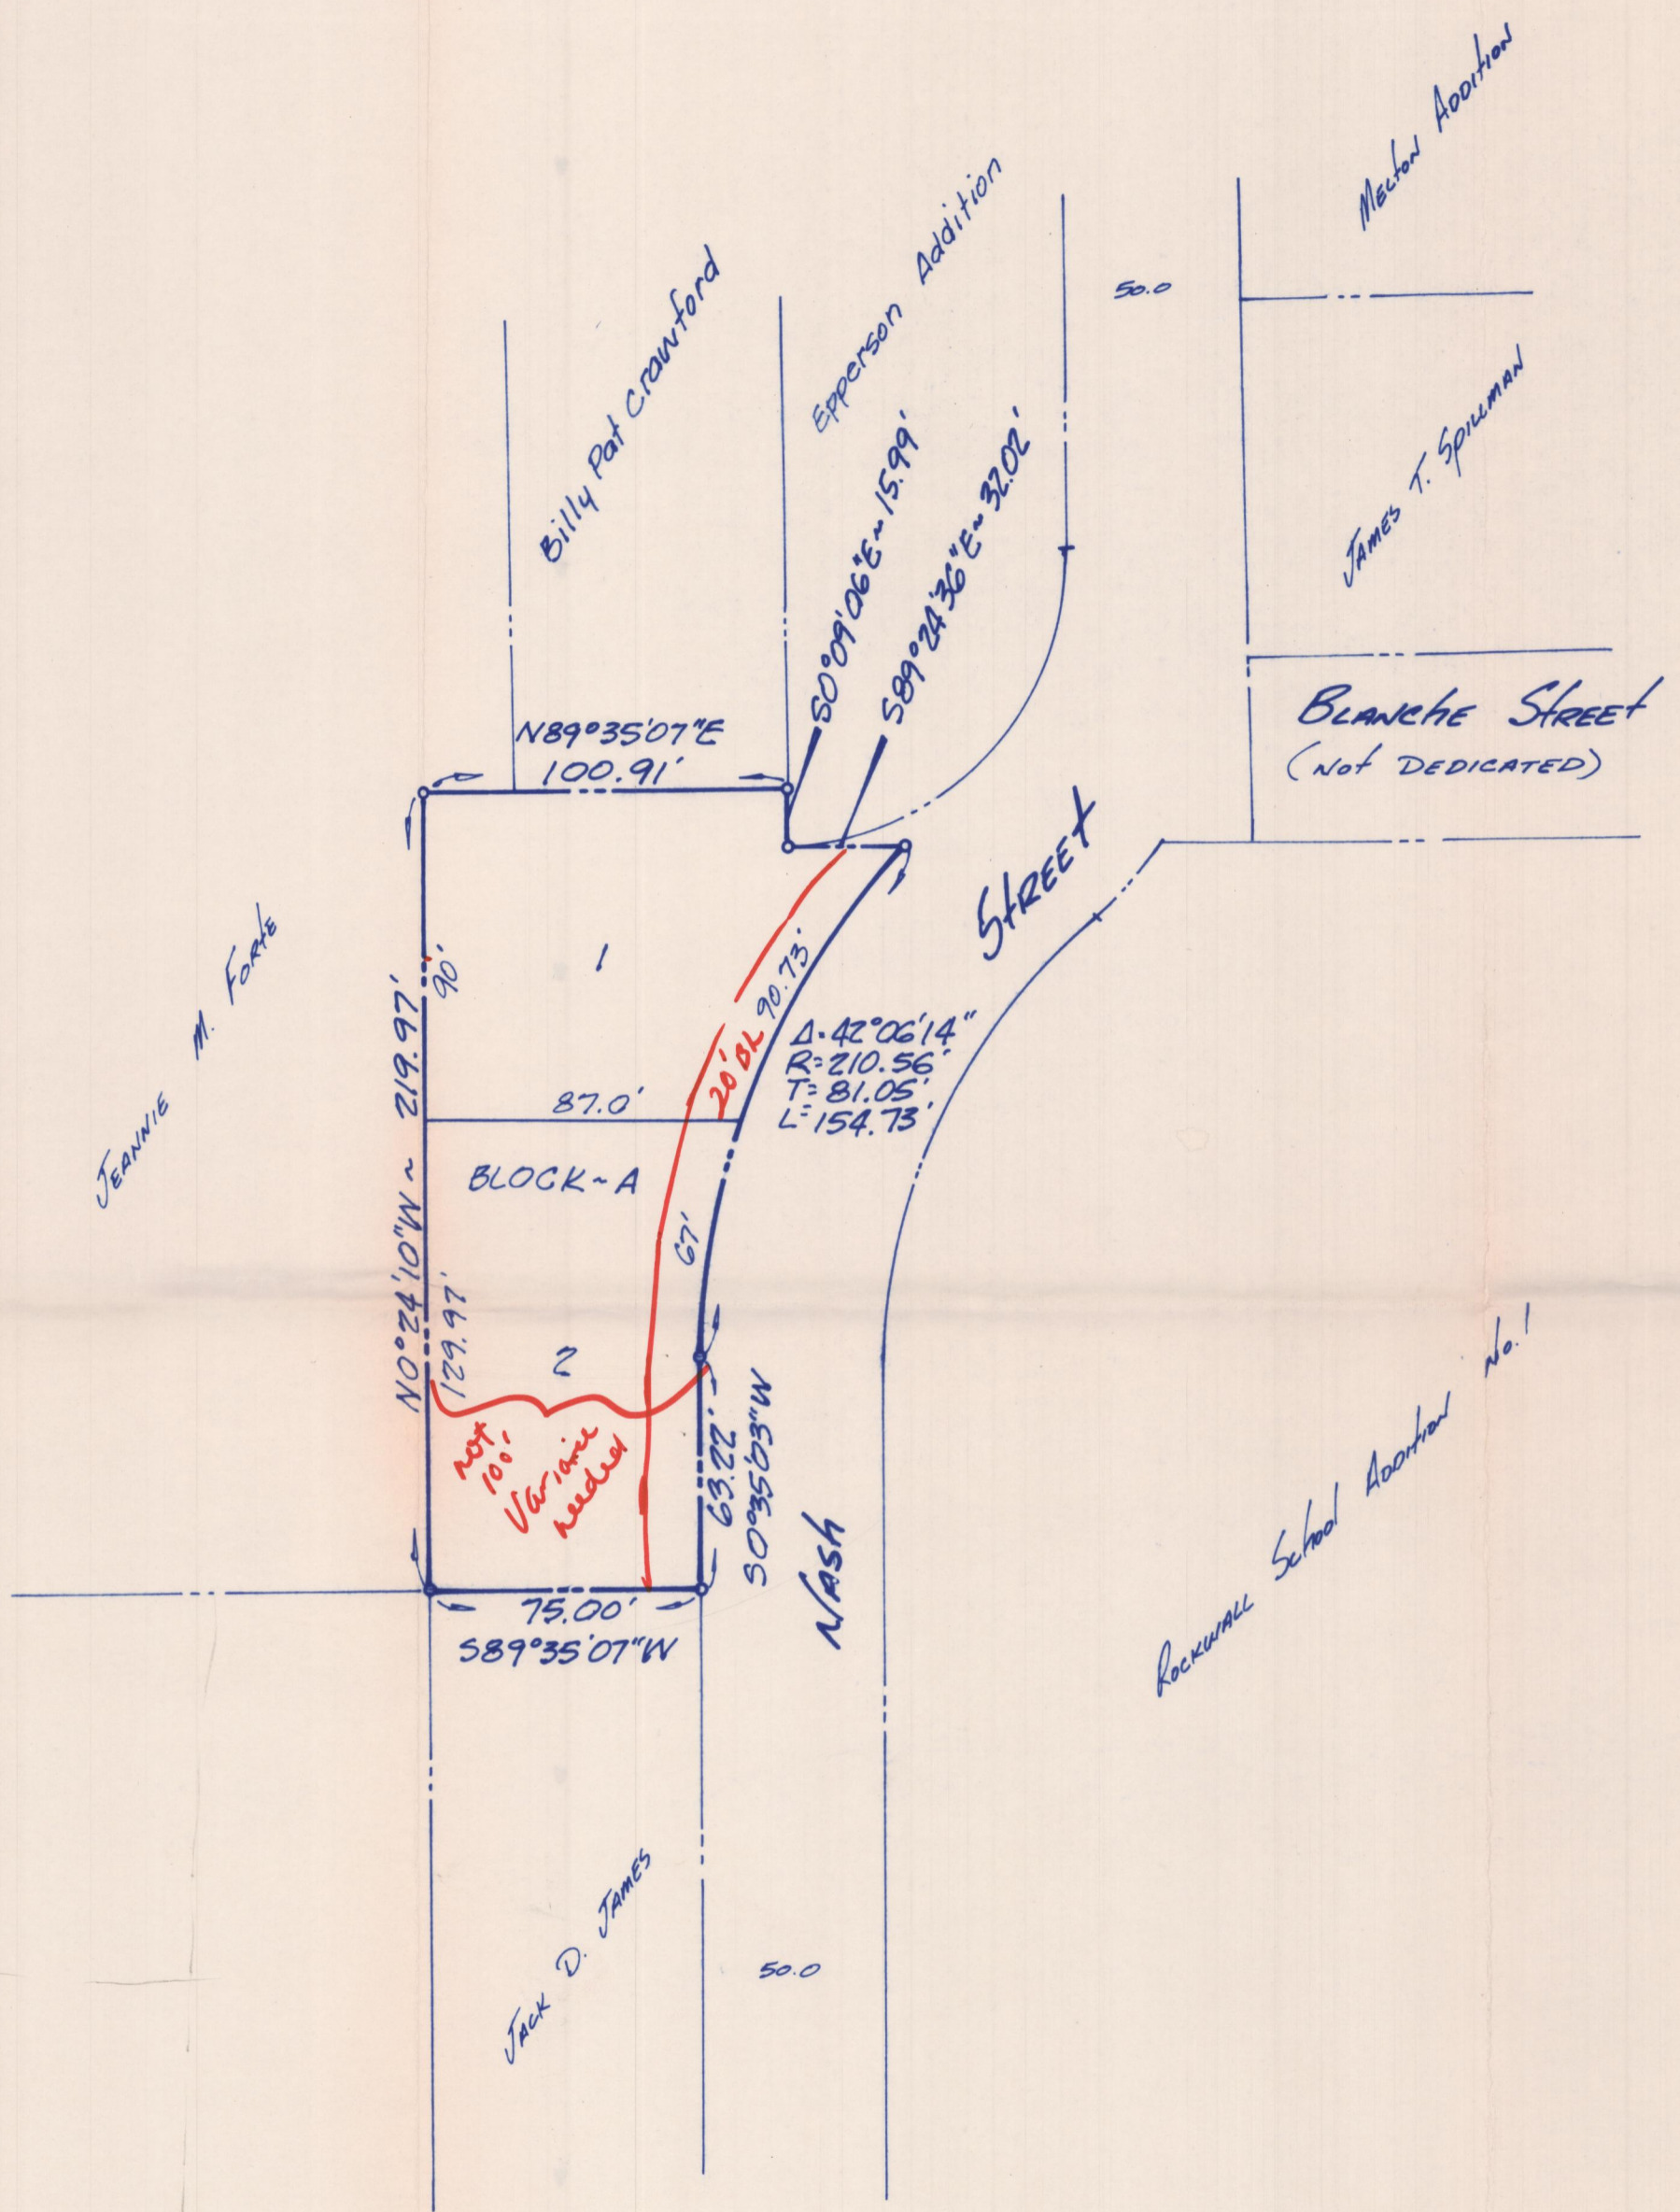 MELTON ADDITION
Epperson Addition
50.0
Billy Pat Crawford
JAMES T. SPILLMAN
S0°09'06"E~15.99'
S89°24'36"E~32.02'
BLANCHE STREET
(NOT DEDICATED)
N89°35'07"E
100.91'
STREET
JEANNIE M. FORTE
1
90'
90.73'
N0°24'10"W ~ 219.97'
20' BL
Δ=42°06'14"
R=210.56'
T=81.05'
L=154.73'
87.0'
BLOCK~A
67'
129.97'
2
not
100'
Variance
needed
63.22'
S0°35'03"W
NASH
ROCKWALL SCHOOL ADDITION NO.1
75.00'
S89°35'07"W
JACK D. JAMES
50.0